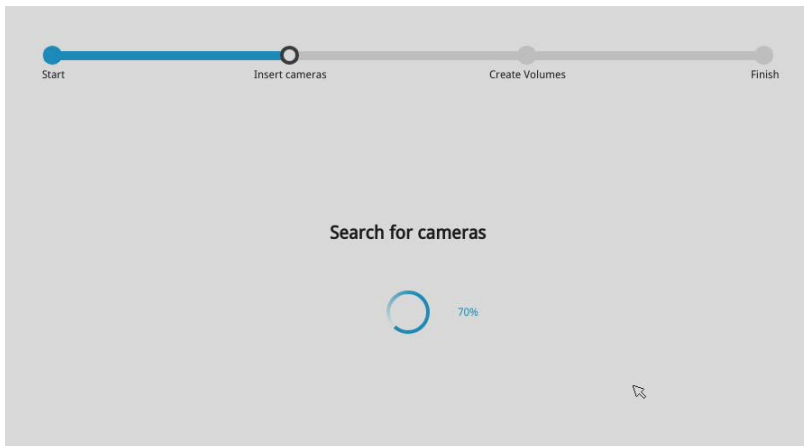 Start
Insert cameras
Create Volumes
Finish
Search for cameras
70%